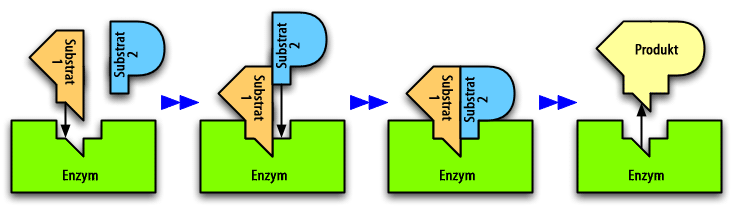 Substrat
1
Substrat
2
Enzym
Substrat
1
Substrat
2
Enzym
Substrat
1
Substrat
2
Enzym
Produkt
Enzym